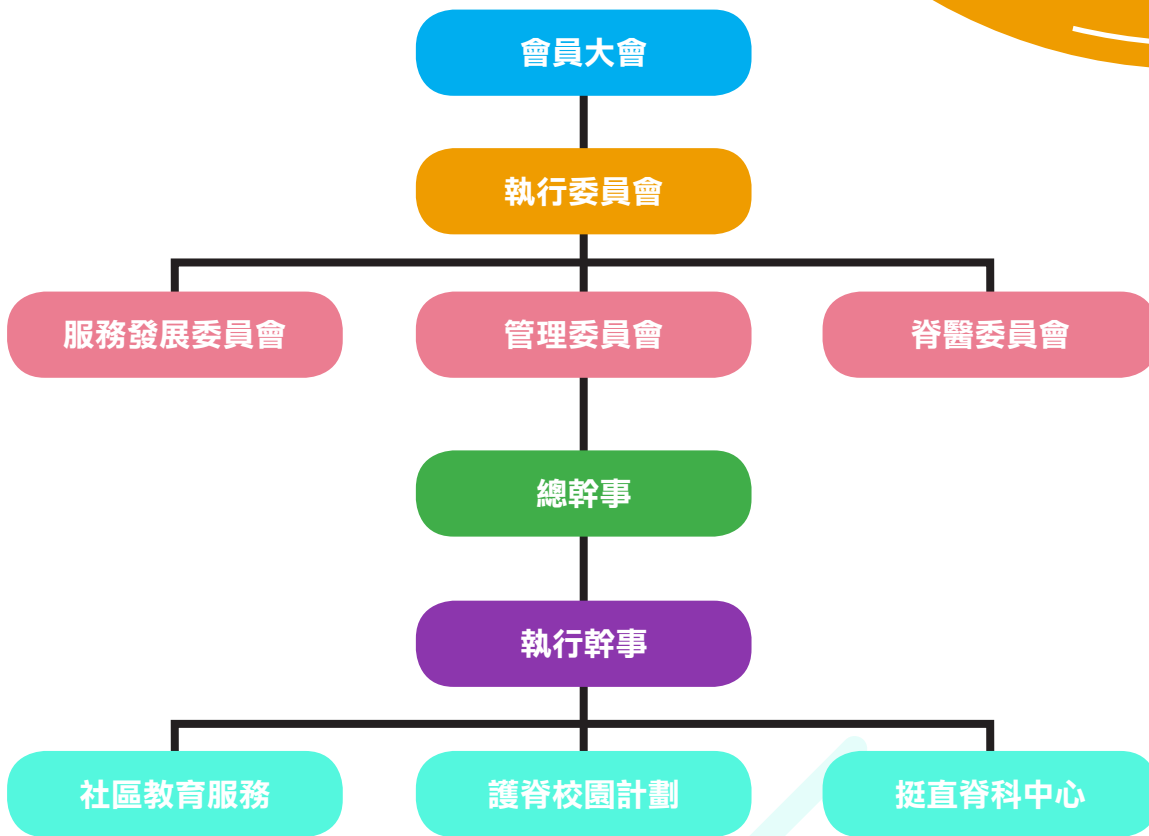 會員大會
執行委員會
服務發展委員會
管理委員會
脊醫委員會
總幹事
執行幹事
社區教育服務
護脊校園計劃
挺直脊科中心